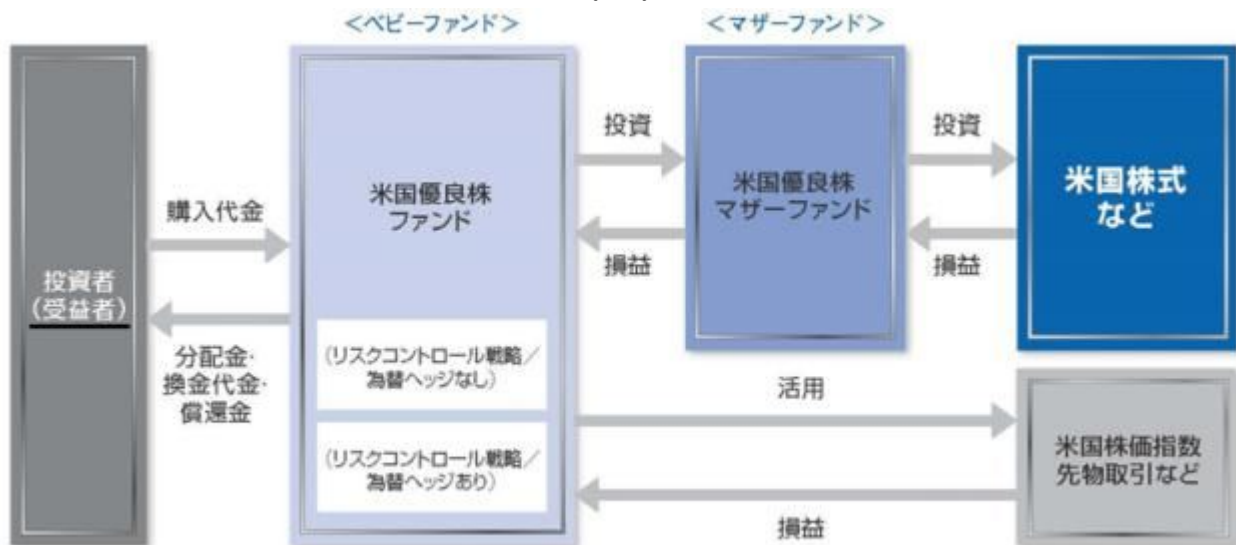 ＜ベビーファンド＞
＜マザーファンド＞
投資者
（受益者）
購入代金
分配金・
換金代金・
償還金
米国優良株
ファンド
（リスクコントロール戦略／
為替ヘッジなし）
（リスクコントロール戦略／
為替ヘッジあり）
投資
損益
米国優良株
マザーファンド
投資
損益
米国株式
など
活用
損益
米国株価指数
先物取引など